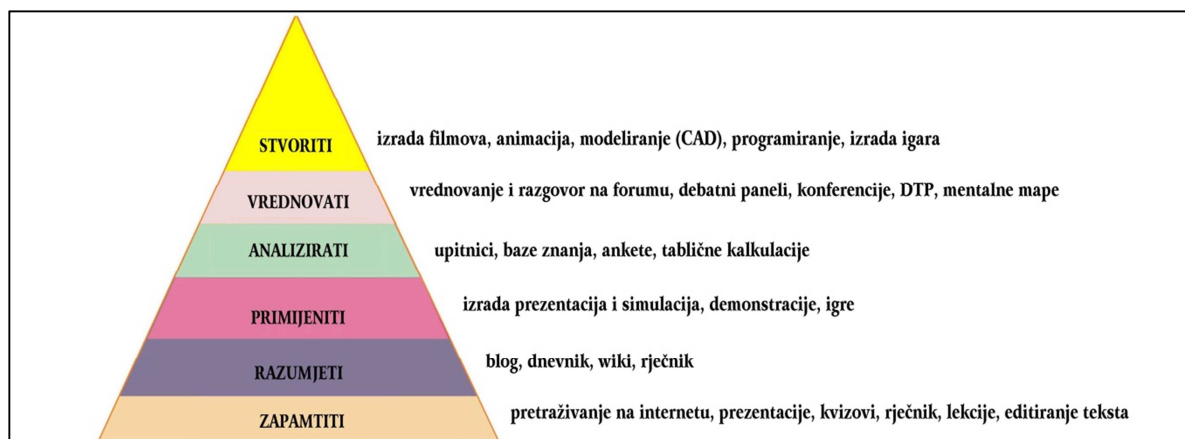 STVORITI
izrada filmova, animacija, modeliranje (CAD), programiranje, izrada igara
VREDNOVATI
vrednovanje i razgovor na forumu, debatni paneli, konferencije, DTP, mentalne mape
ANALIZIRATI
upitnici, baze znanja, ankete, tablične kalkulacije
PRIMIJENITI
izrada prezentacija i simulacija, demonstracije, igre
RAZUMJETI
blog, dnevnik, wiki, rječnik
ZAPAMTITI
pretraživanje na internetu, prezentacije, kvizovi, rječnik, lekcije, editiranje teksta